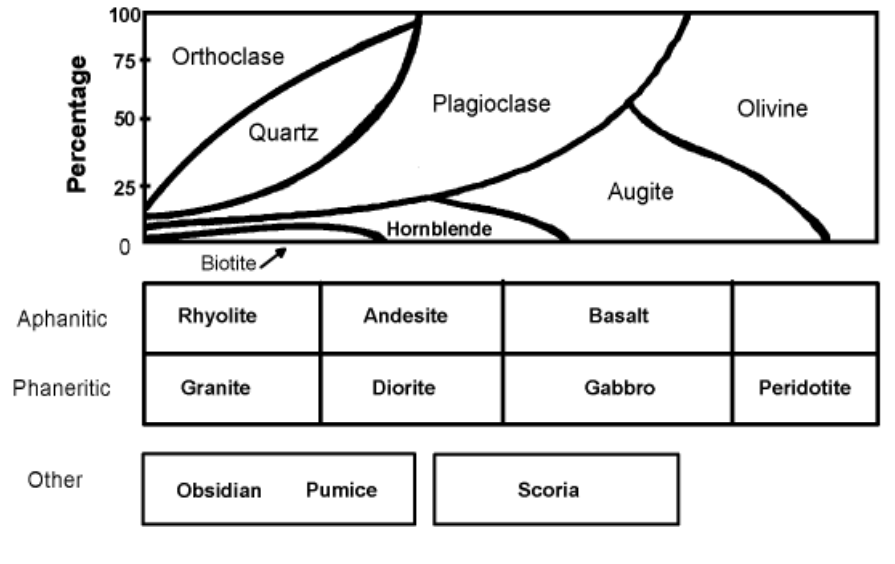 100
Orthoclase
75
Percentage
Plagioclase
Olivine
50
Quartz
25
Augite
Hornblende
0
Biotite
Aphanitic Rhyolite Andesite Basalt
Phaneritic Granite Diorite Gabbro Peridotite
Other Obsidian Pumice Scoria